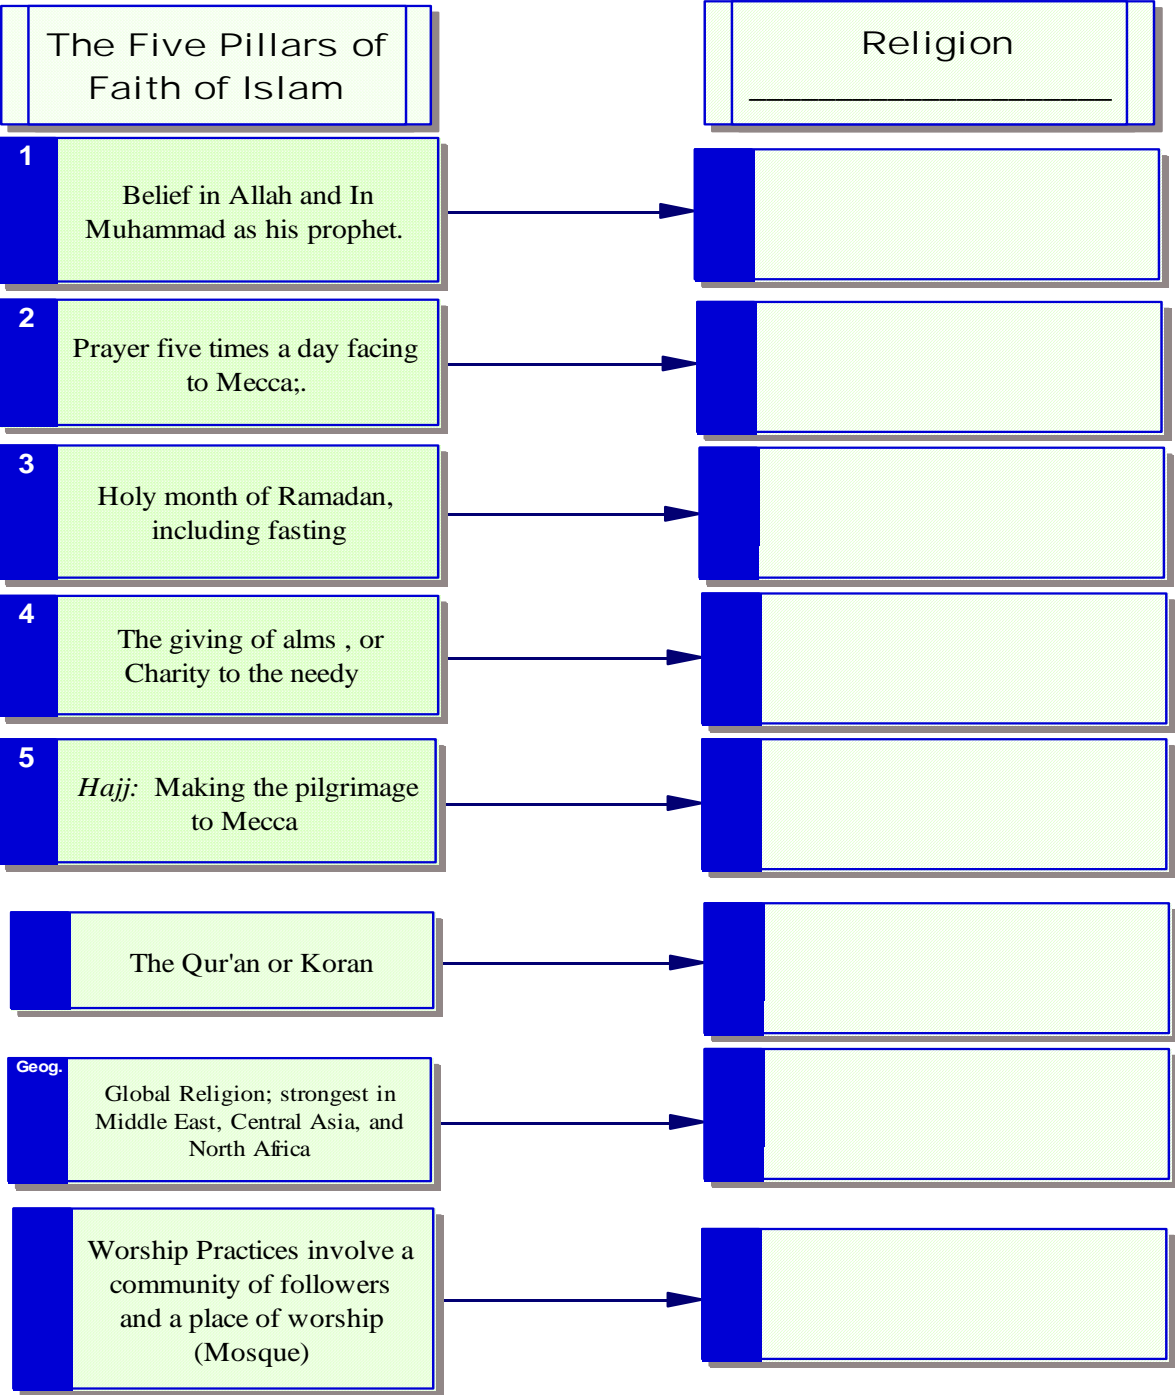 The Five Pillars of
Faith of Islam
Religion
_____________________
1
Belief in Allah and In
Muhammad as his prophet.
2
Prayer five times a day facing
to Mecca;.
3
Holy month of Ramadan,
including fasting
4
The giving of alms , or
Charity to the needy
5
Hajj: Making the pilgrimage
to Mecca
The Qur'an or Koran
Geog.
Global Religion; strongest in
Middle East, Central Asia, and
North Africa
Worship Practices involve a
community of followers
and a place of worship
(Mosque)